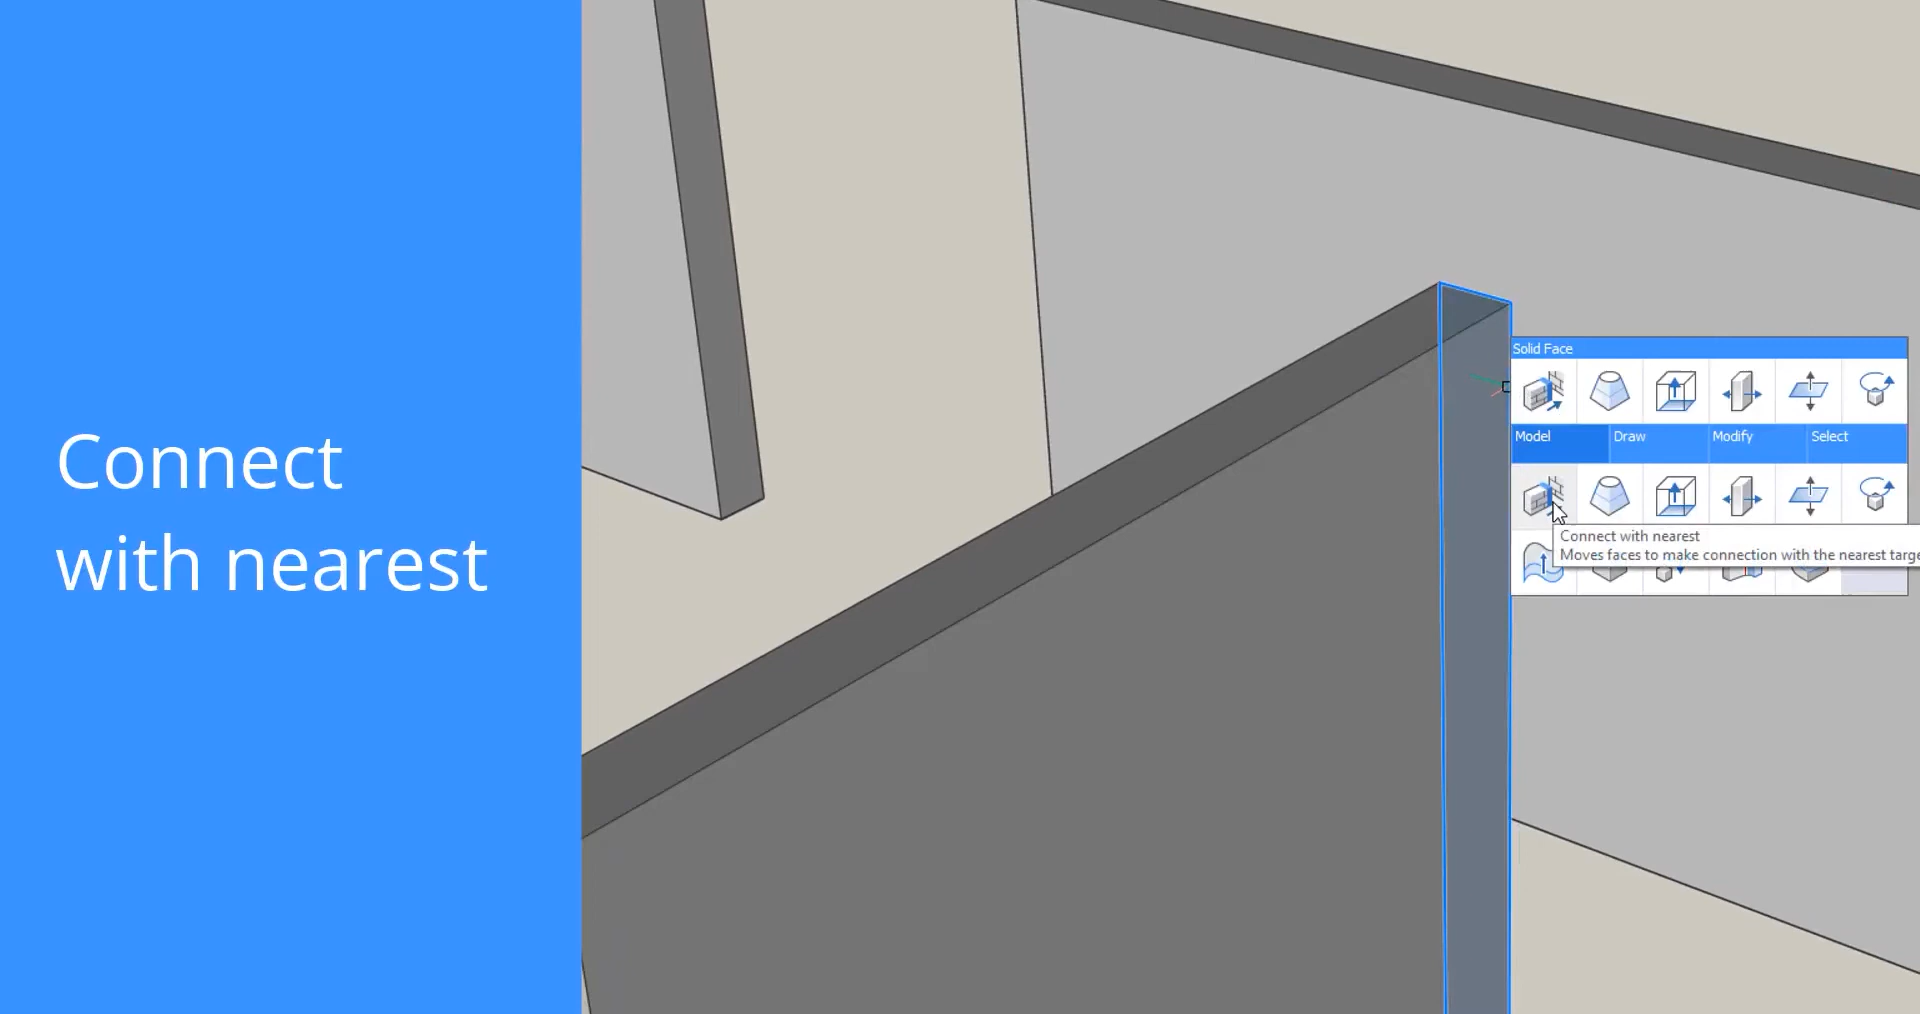 Connect
with nearest
Solid Face
Model Draw Modify Select
Connect with nearest
Moves faces to make connection with the nearest